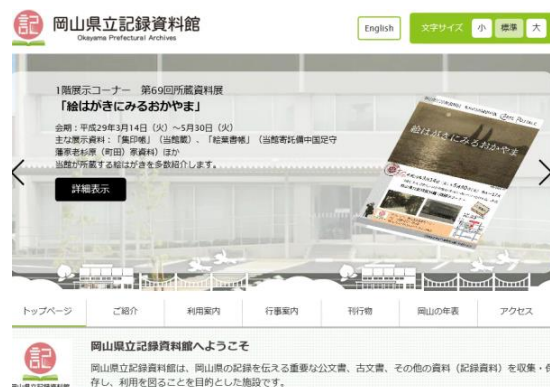 記
岡山県立記録資料館
Okayama Prefectural Archives
English
文字サイズ 小 標準 大
1階展示コーナー 第69回所蔵資料展
「絵はがきにみるおかやま」
会期：平成29年3月14日（火）～5月30日（火）
主な展示資料：「集印帳」（当館蔵）、「絵葉書帳」（当館寄託備中国足守
藩家老杉原（町田）家資料）ほか
当館が所蔵する絵はがきを多数紹介します。
詳細表示
絵はがきにみるおかやま
トップページ ご紹介 利用案内 行事案内 刊行物 岡山の年表 アクセス
記
岡山県立記録資料館へようこそ
岡山県立記録資料館は、岡山県の記録を伝える重要な公文書、古文書、その他の資料（記録資料）を収集・保
存し、利用を図ることを目的とした施設です。